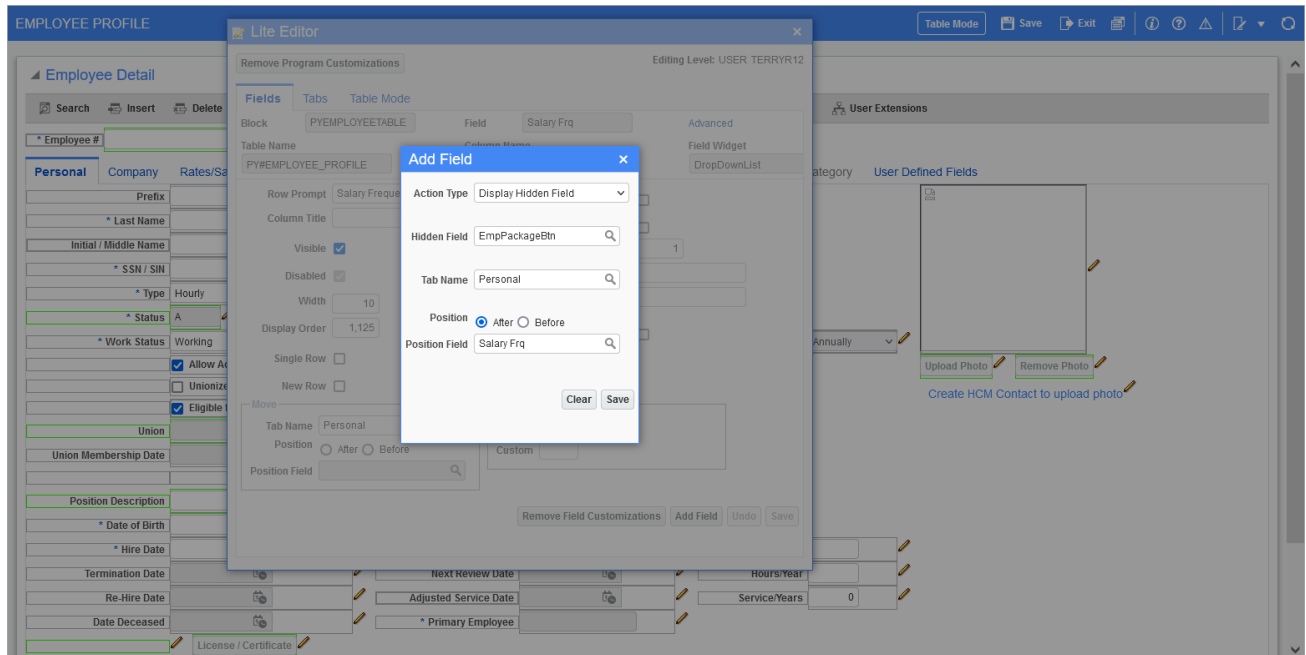 EMPLOYEE PROFILE
Table Mode Save Exit
Lite Editor ×
Remove Program Customizations Editing Level: USER TERRYR12
Employee Detail
Search Insert Delete User Extensions
Fields Tabs Table Mode
Block PYEMPLOYEETABLE Field Salary Frq Advanced
* Employee #
Table Name Column Name Field Widget
PY#EMPLOYEE_PROFILE DropDownList
Add Field ×
Personal Company Rates/Sa ategory User Defined Fields
Action Type Display Hidden Field
Prefix
Row Prompt Salary Freque
* Last Name
Column Title
Hidden Field EmpPackageBtn
Initial / Middle Name
Visible 1
* SSN / SIN
Disabled
Tab Name Personal
* Type Hourly
Width 10
* Status A
Position After Before
Display Order 1,125
* Work Status Working
Position Field Salary Frq
Annually
Allow Ac
Single Row
Upload Photo Remove Photo
Unionize
New Row
Create HCM Contact to upload photo
Clear Save
Eligible
Move
Union
Tab Name Personal
Position After Before
Custom
Union Membership Date
Position Field
Position Description
Remove Field Customizations Add Field Undo Save
* Date of Birth
* Hire Date
Termination Date Next Review Date Hours/Year
Re-Hire Date Adjusted Service Date Service/Years 0
Date Deceased * Primary Employee
License / Certificate